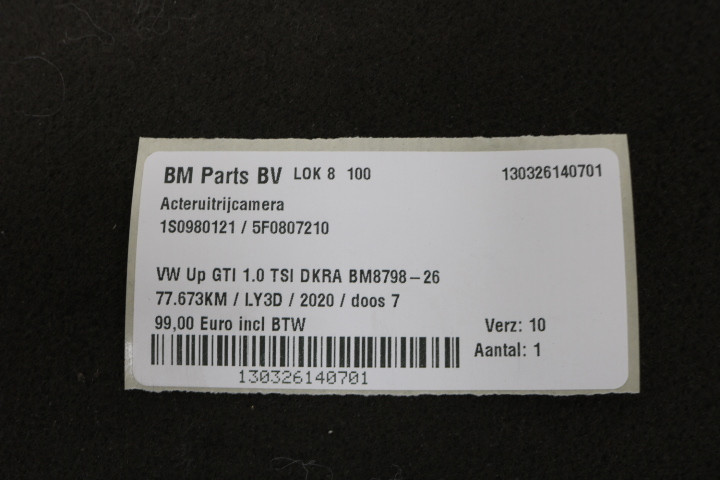 BM Parts BV LOK 8 100 130326140701
Acteruitrijcamera
1S0980121 / 5F0807210
VW Up GTI 1.0 TSI DKRA BM8798-26
77.673KM / LY3D / 2020 / doos 7
99,00 Euro incl BTW Verz: 10
Aantal: 1
130326140701